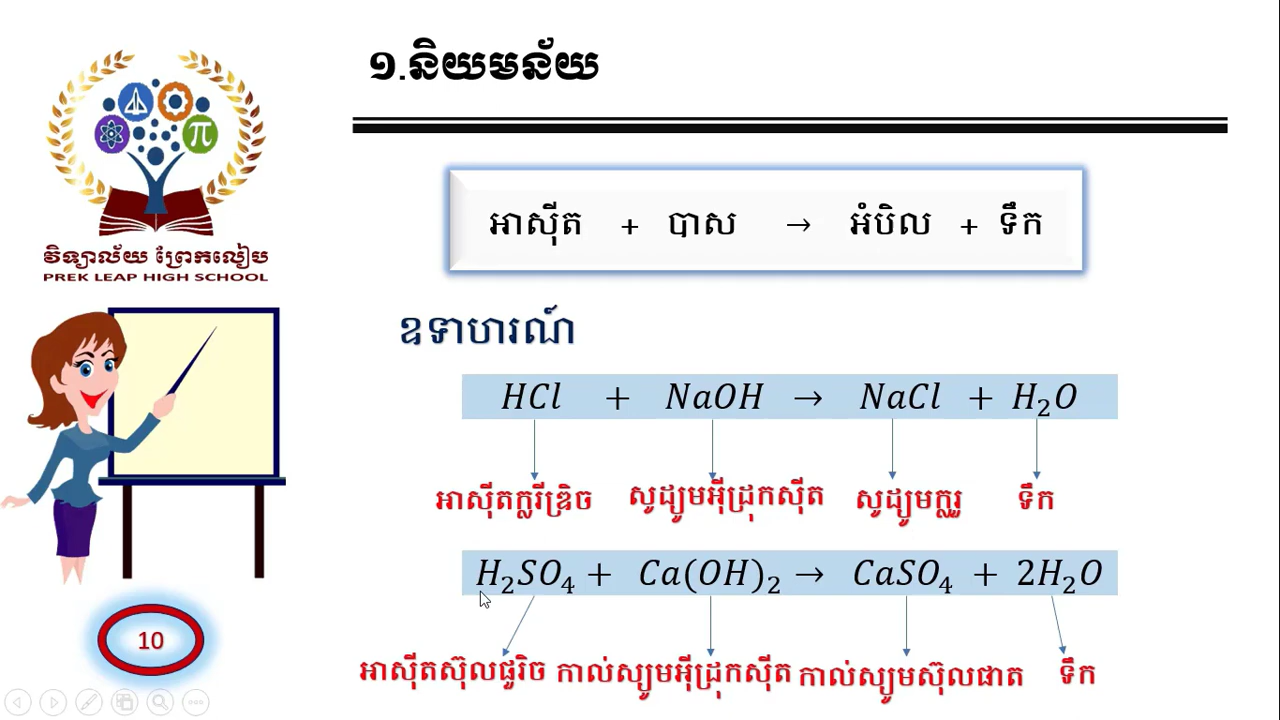 ១.និយមន័យ
វិទ្យាល័យ ព្រែកលៀប
PREK LEAP HIGH SCHOOL
π
អាស៊ីត + បាស → អំបិល + ទឹក
ឧទាហរណ៍
HCl + NaOH → NaCl + H₂O
អាស៊ីតក្លរីឌ្រិច សូដ្យូមអ៊ីដ្រុកស៊ីត សូដ្យូមក្លរួ ទឹក
H₂SO₄ + Ca(OH)₂ → CaSO₄ + 2H₂O
អាស៊ីតស៊ុលផួរិច កាល់ស្យូមអ៊ីដ្រុកស៊ីត កាល់ស្យូមស៊ុលផាត ទឹក
10